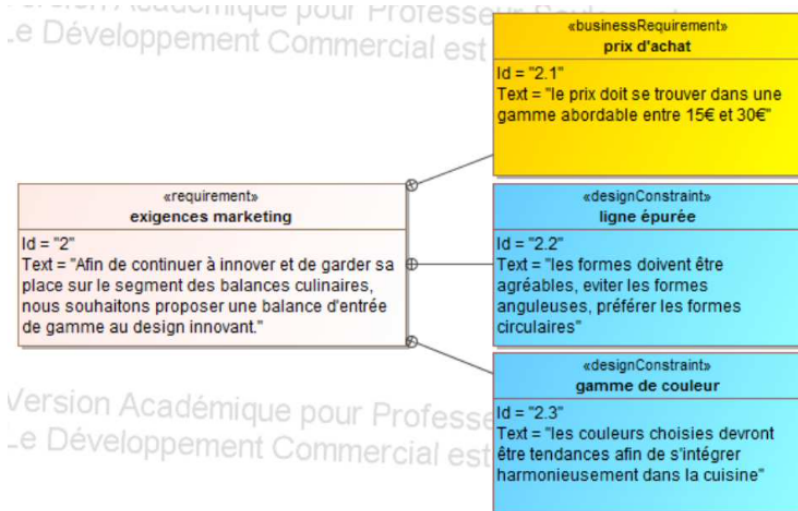 Version Académique pour Professeur
Le Développement Commercial est
«businessRequirement»
prix d'achat
Id = "2.1"
Text = "le prix doit se trouver dans une
gamme abordable entre 15€ et 30€"
«requirement»
exigences marketing
Id = "2"
Text = "Afin de continuer à innover et de garder sa
place sur le segment des balances culinaires,
nous souhaitons proposer une balance d'entrée
de gamme au design innovant."
«designConstraint»
ligne épurée
Id = "2.2"
Text = "les formes doivent être
agréables, eviter les formes
anguleuses, préférer les formes
circulaires"
«designConstraint»
gamme de couleur
Id = "2.3"
Text = "les couleurs choisies devront
être tendances afin de s'intégrer
harmonieusement dans la cuisine"
Version Académique pour Profess
Le Développement Commercial est